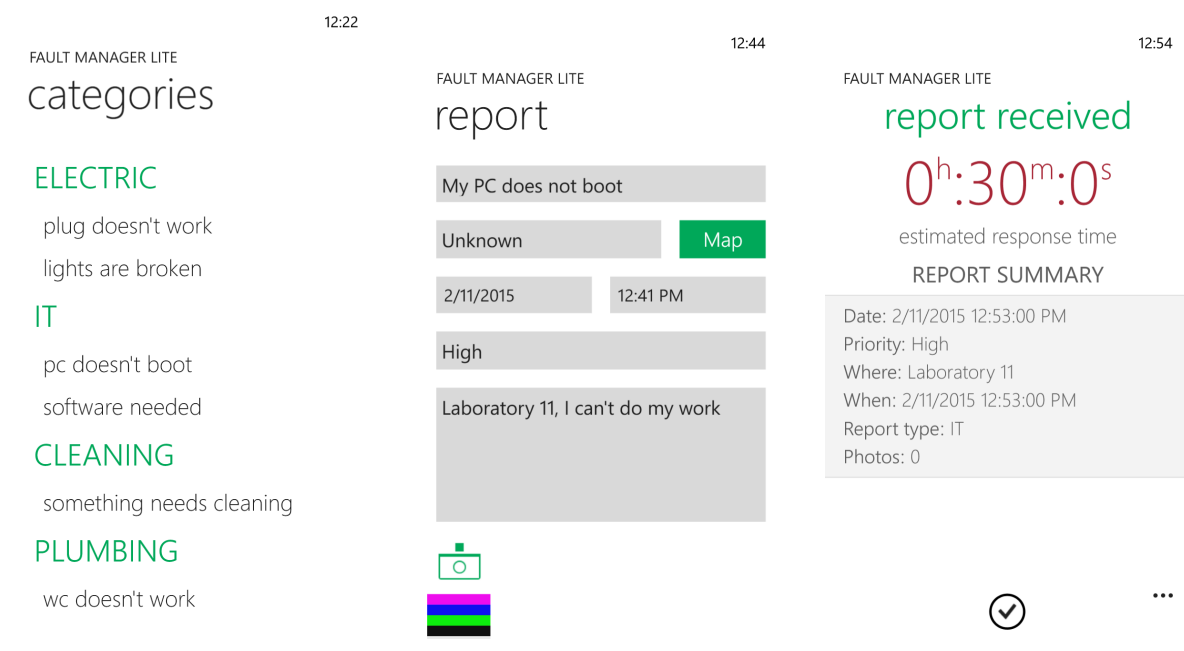 12:22
FAULT MANAGER LITE
categories
ELECTRIC
plug doesn't work
lights are broken
IT
pc doesn't boot
software needed
CLEANING
something needs cleaning
PLUMBING
wc doesn't work
12:44
FAULT MANAGER LITE
report
My PC does not boot
Unknown Map
2/11/2015 12:41 PM
High
Laboratory 11, I can't do my work
12:54
FAULT MANAGER LITE
report received
0h:30m:0s
estimated response time
REPORT SUMMARY
Date: 2/11/2015 12:53:00 PM
Priority: High
Where: Laboratory 11
When: 2/11/2015 12:53:00 PM
Report type: IT
Photos: 0